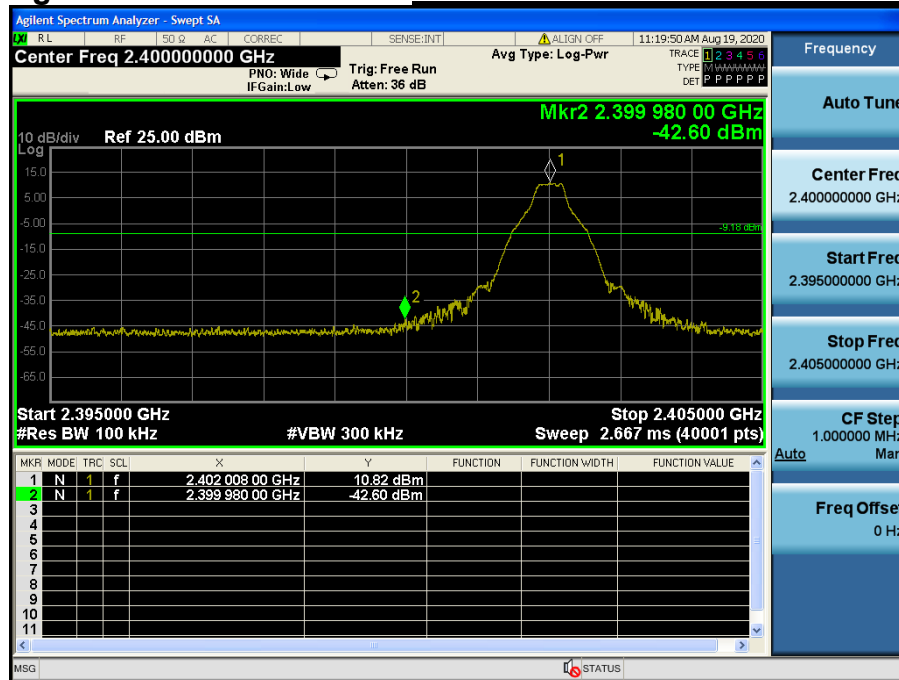 Agilent Spectrum Analyzer - Swept SA
LXI RL RF 50 Ω AC CORREC SENSE:INT ALIGN OFF 11:19:50 AM Aug 19, 2020
Center Freq 2.400000000 GHz
PNO: Wide
IFGain:Low
Trig: Free Run
Atten: 36 dB
Avg Type: Log-Pwr
TRACE 1 2 3 4 5 6
TYPE M WWWWW
DET P P P P P P
Mkr2 2.399 980 00 GHz
-42.60 dBm
10 dB/div Ref 25.00 dBm
Log
15.0
5.00
-5.00
-15.0
-25.0
-35.0
-45.0
-55.0
-65.0
1
2
-9.18 dBm
Start 2.395000 GHz Stop 2.405000 GHz
#Res BW 100 kHz #VBW 300 kHz Sweep 2.667 ms (40001 pts)
MKR MODE TRC SCL X Y FUNCTION FUNCTION WIDTH FUNCTION VALUE
1 N 1 f 2.402 008 00 GHz 10.82 dBm
2 N 1 f 2.399 980 00 GHz -42.60 dBm
3
4
5
6
7
8
9
10
11
MSG STATUS
Frequency
Auto Tune
Center Freq
2.400000000 GHz
Start Freq
2.395000000 GHz
Stop Freq
2.405000000 GHz
CF Step
1.000000 MHz
Auto Man
Freq Offset
0 Hz